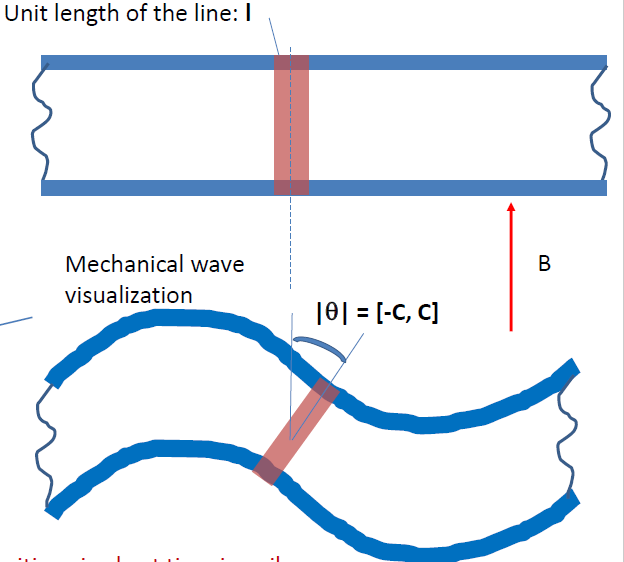 Unit length of the line: l
B
Mechanical wave
visualization
|θ| = [-C, C]